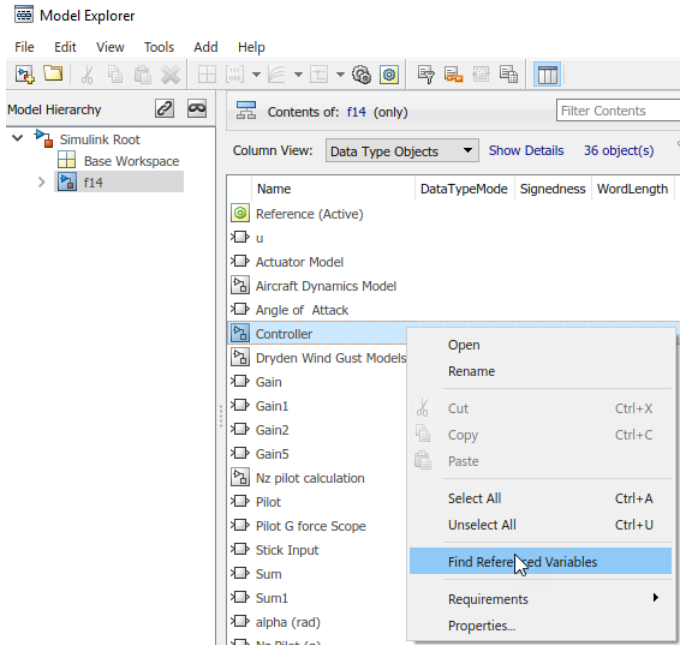 Model Explorer
File Edit View Tools Add Help
Model Hierarchy
Contents of: f14 (only)
Filter Contents
Simulink Root
Base Workspace
f14
Column View: Data Type Objects Show Details 36 object(s)
Name DataTypeMode Signedness WordLength
Reference (Active)
u
Actuator Model
Aircraft Dynamics Model
Angle of Attack
Controller
Dryden Wind Gust Models
Gain
Gain1
Gain2
Gain5
Nz pilot calculation
Pilot
Pilot G force Scope
Stick Input
Sum
Sum1
alpha (rad)
Nz Pilot (g)
Open
Rename
Cut Ctrl+X
Copy Ctrl+C
Paste
Select All Ctrl+A
Unselect All Ctrl+U
Find Referenced Variables
Requirements
Properties...